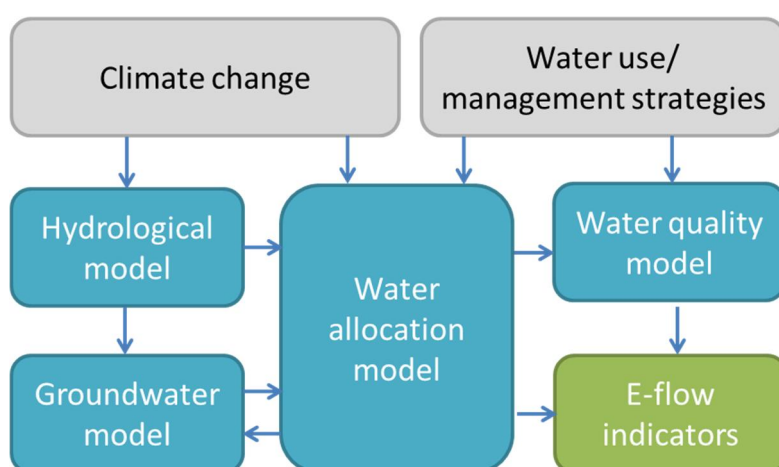 Climate change
Water use/
management strategies
Hydrological
model
Water
allocation
model
Water quality
model
Groundwater
model
E-flow
indicators